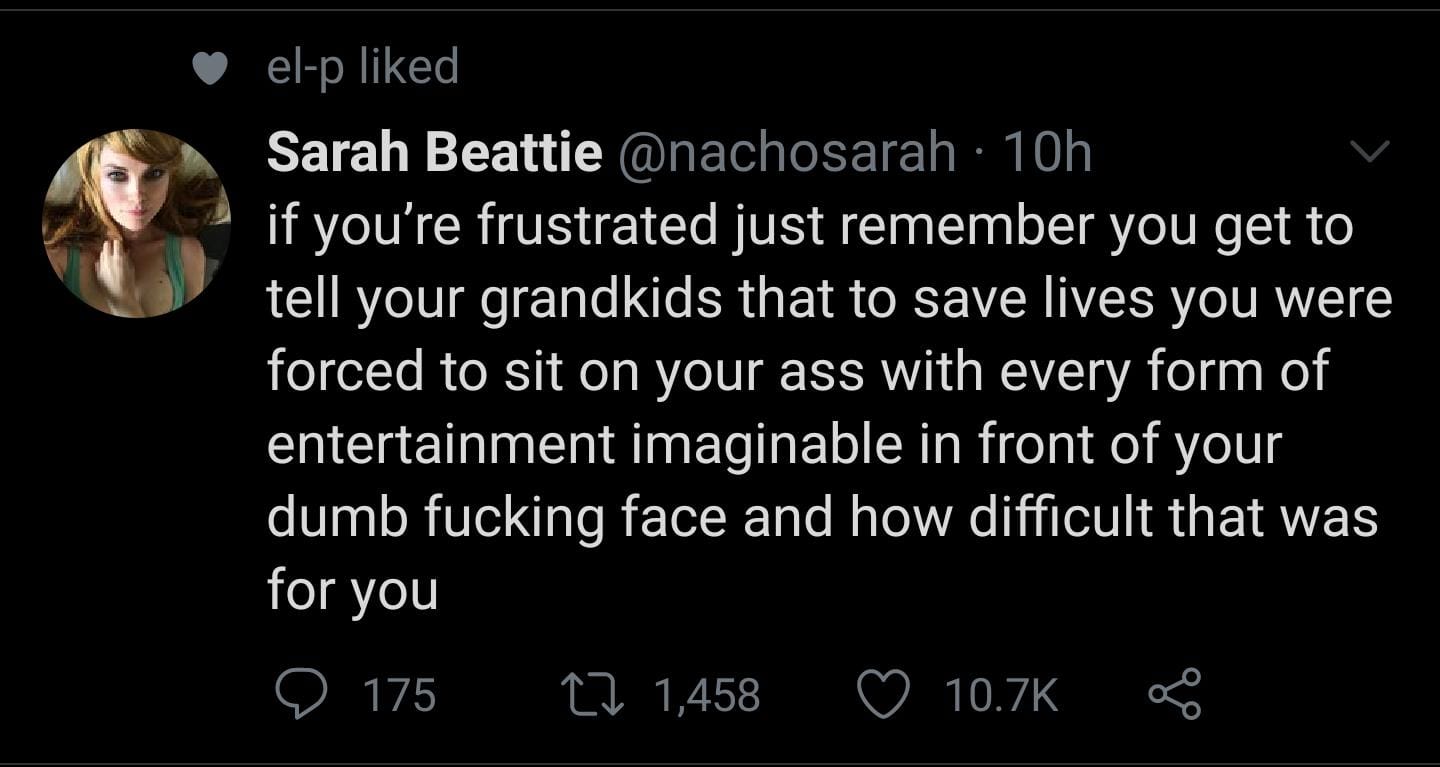 el-p liked
Sarah Beattie @nachosarah · 10h
if you’re frustrated just remember you get to
tell your grandkids that to save lives you were
forced to sit on your ass with every form of
entertainment imaginable in front of your
dumb fucking face and how difficult that was
for you
175 1,458 10.7K